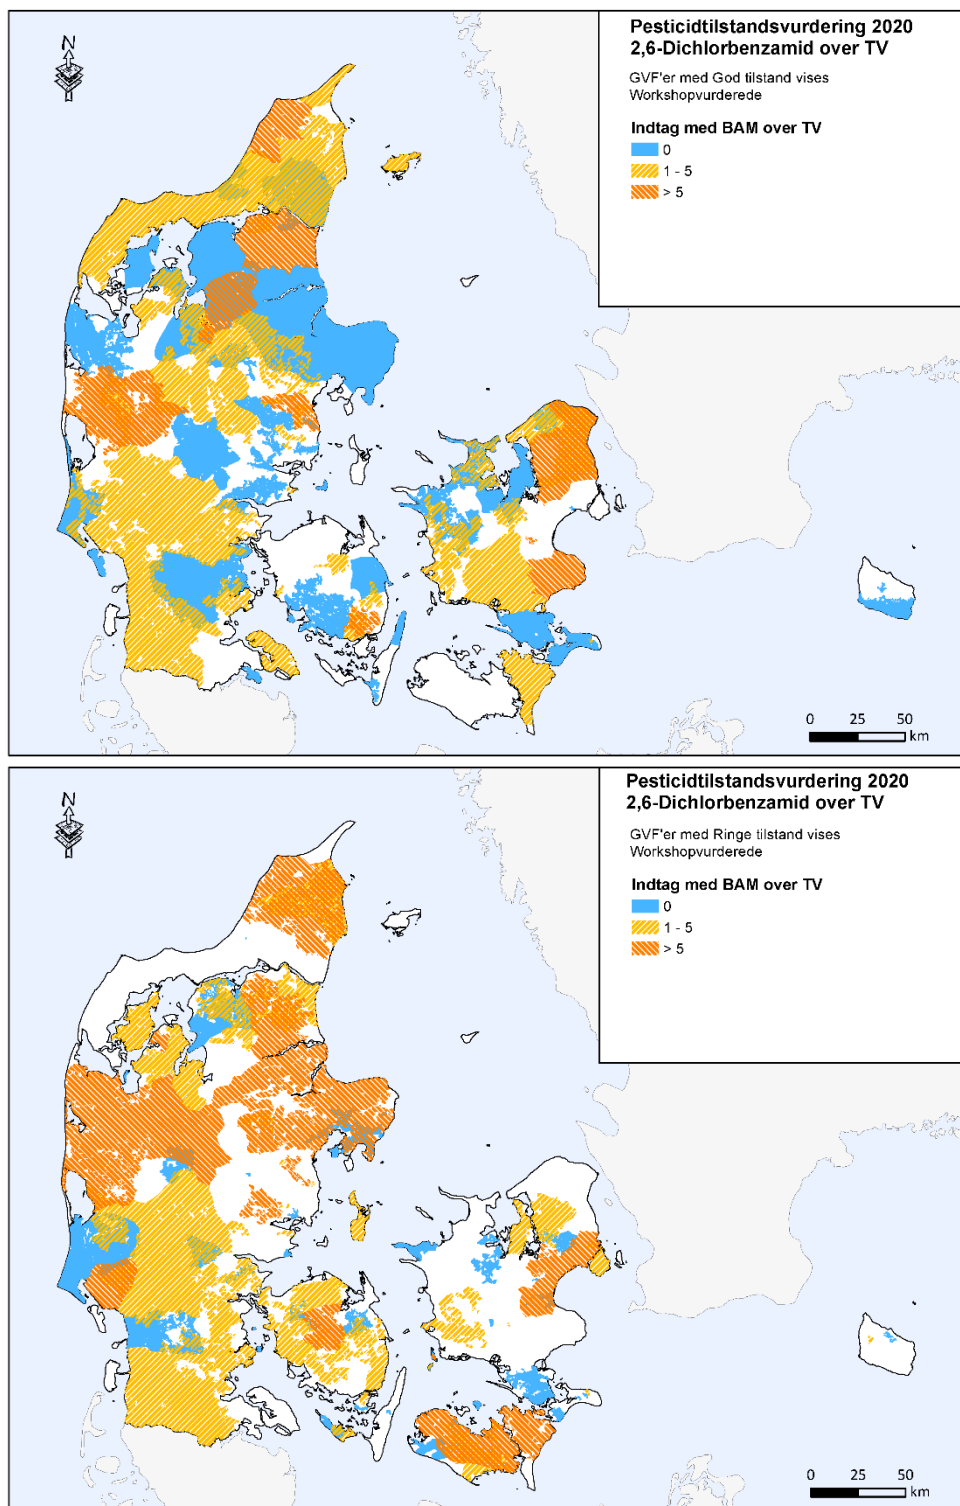 Pesticidtilstandsvurdering 2020
2,6-Dichlorbenzamid over TV
GVF'er med God tilstand vises
Workshopvurderede
Indtag med BAM over TV
0
1 - 5
> 5
N
0 25 50
km
Pesticidtilstandsvurdering 2020
2,6-Dichlorbenzamid over TV
GVF'er med Ringe tilstand vises
Workshopvurderede
Indtag med BAM over TV
0
1 - 5
> 5
N
0 25 50
km